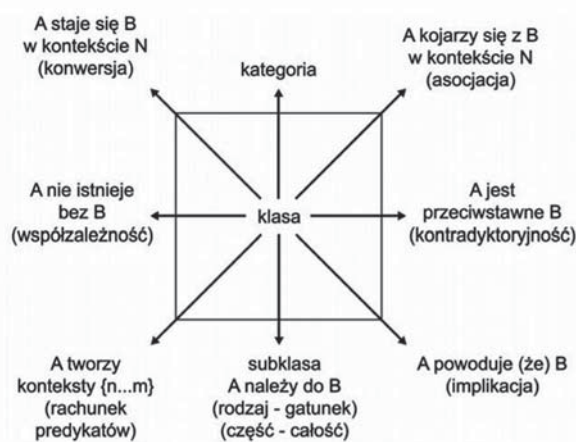 A staje się B
w kontekście N
(konwersja)
kategoria
A kojarzy się z B
w kontekście N
(asocjacja)
A nie istnieje
bez B
(współzależność)
klasa
A jest
przeciwstawne B
(kontradyktoryjność)
A tworzy
konteksty {n...m}
(rachunek
predykatów)
subklasa
A należy do B
(rodzaj - gatunek)
(część - całość)
A powoduje (że) B
(implikacja)